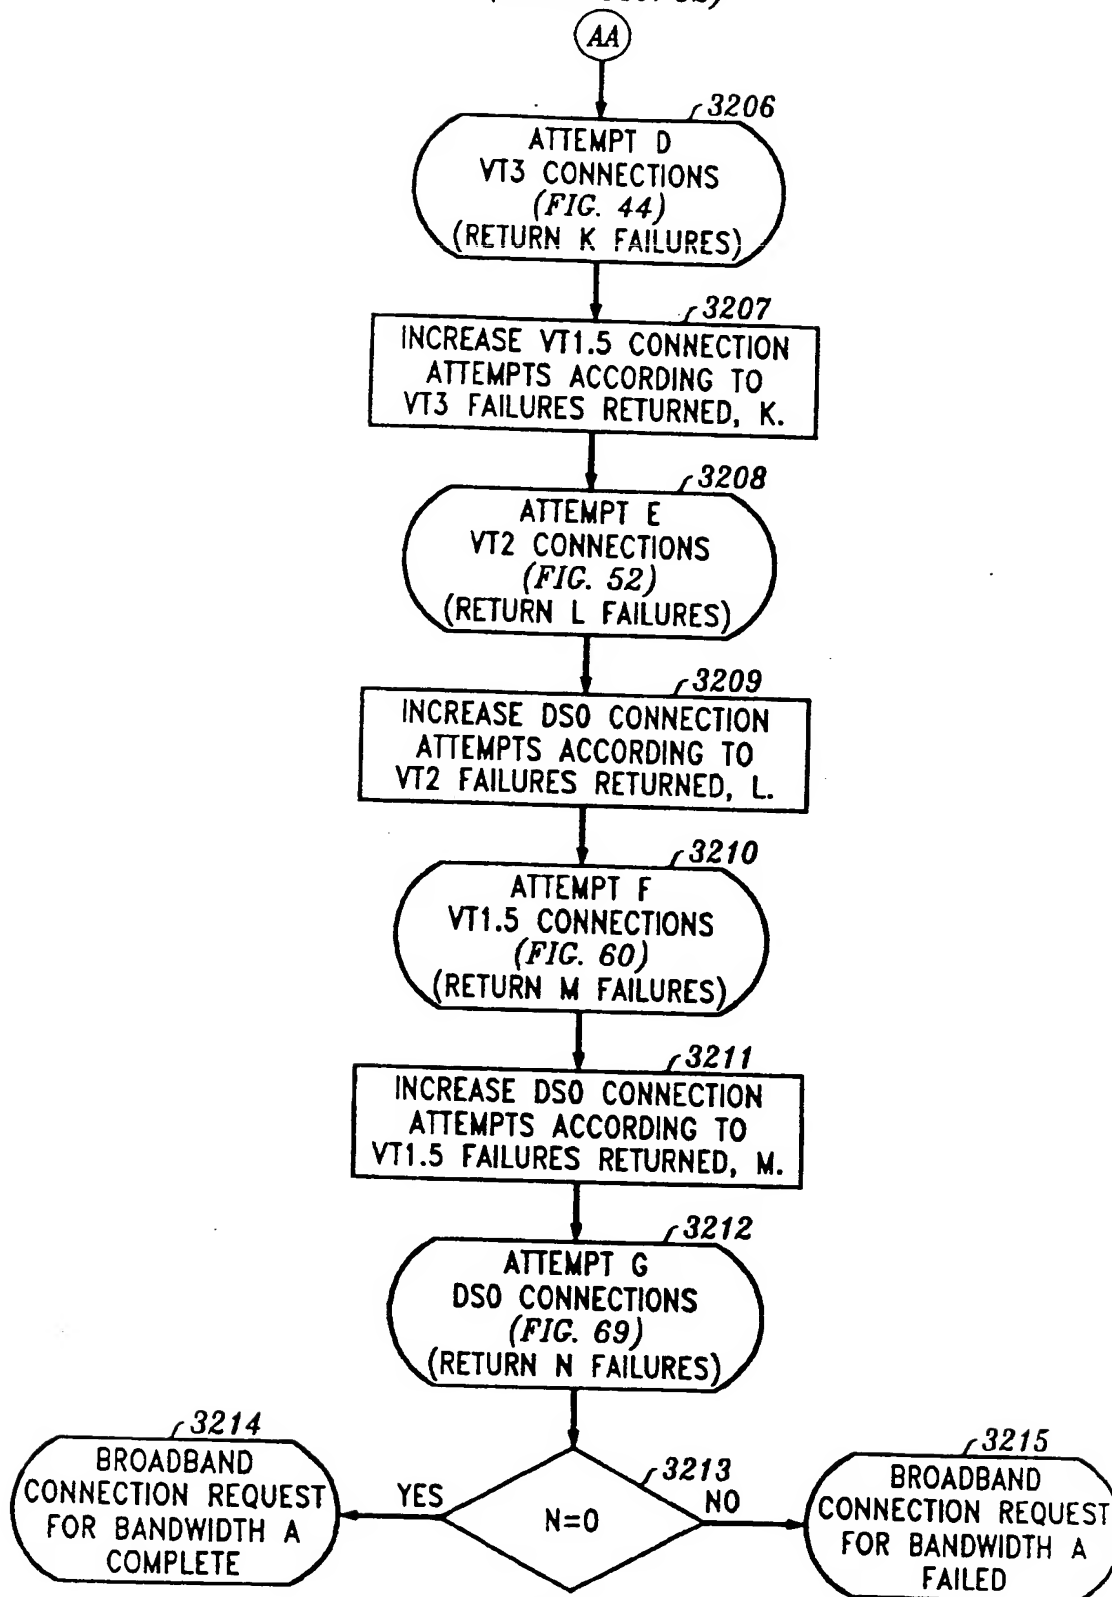 AA
3206
ATTEMPT D
VT3 CONNECTIONS
(FIG. 44)
(RETURN K FAILURES)
3207
INCREASE VT1.5 CONNECTION
ATTEMPTS ACCORDING TO
VT3 FAILURES RETURNED, K.
3208
ATTEMPT E
VT2 CONNECTIONS
(FIG. 52)
(RETURN L FAILURES)
3209
INCREASE DS0 CONNECTION
ATTEMPTS ACCORDING TO
VT2 FAILURES RETURNED, L.
3210
ATTEMPT F
VT1.5 CONNECTIONS
(FIG. 60)
(RETURN M FAILURES)
3211
INCREASE DS0 CONNECTION
ATTEMPTS ACCORDING TO
VT1.5 FAILURES RETURNED, M.
3212
ATTEMPT G
DS0 CONNECTIONS
(FIG. 69)
(RETURN N FAILURES)
3213
N=0
YES
NO
3214
BROADBAND
CONNECTION REQUEST
FOR BANDWIDTH A
COMPLETE
3215
BROADBAND
CONNECTION REQUEST
FOR BANDWIDTH A
FAILED